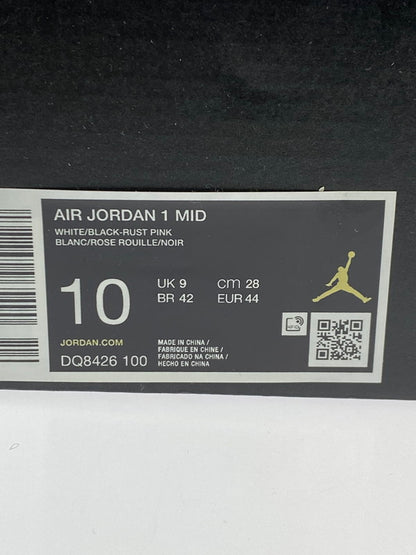 AIR JORDAN 1 MID
WHITE/BLACK-RUST PINK
BLANC/ROSE ROUILLE/NOIR
10
UK 9 CM 28
BR 42 EUR 44
JORDAN.COM
DQ8426 100
MADE IN CHINA /
FABRIQUE EN CHINE /
FABRICADO NA CHINA /
HECHO EN CHINA